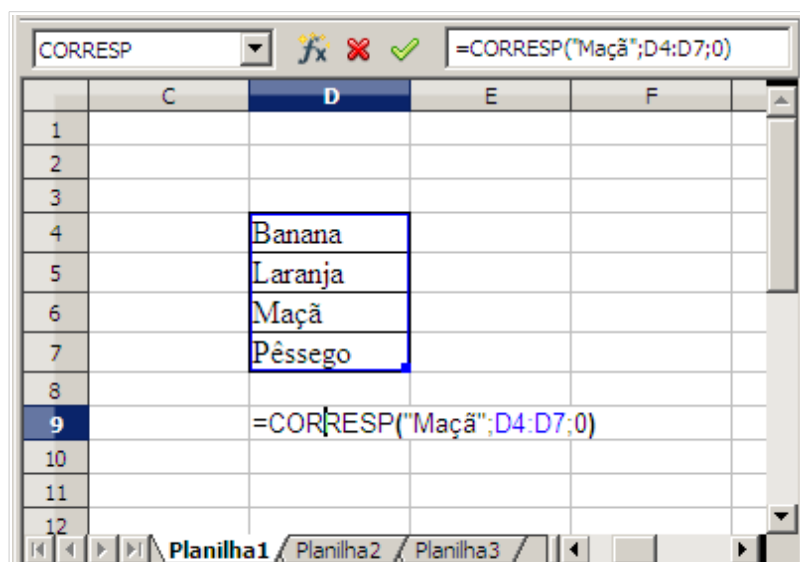 CORRESP =CORRESP("Maçã";D4:D7;0)
C D E F
1
2
3
4 Banana
5 Laranja
6 Maçã
7 Pêssego
8
9 =CORRESP("Maçã";D4:D7;0)
10
11
12
Planilha1 Planilha2 Planilha3